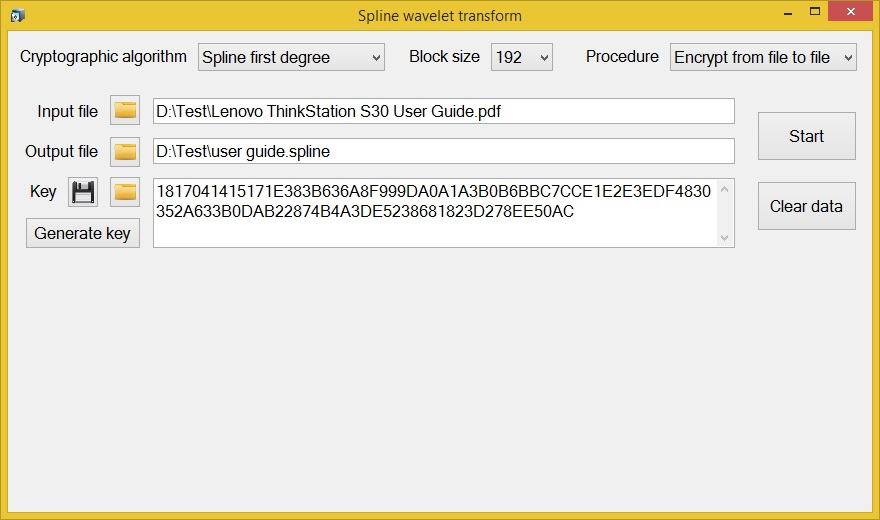 Spline wavelet transform
Cryptographic algorithm Spline first degree Block size 192 Procedure Encrypt from file to file
Input file D:\Test\Lenovo ThinkStation S30 User Guide.pdf
Start
Output file D:\Test\user guide.spline
Key 1817041415171E383B636A8F999DA0A1A3B0B6BBC7CCE1E2E3EDF4830
352A633B0DAB22874B4A3DE5238681823D278EE50AC
Clear data
Generate key